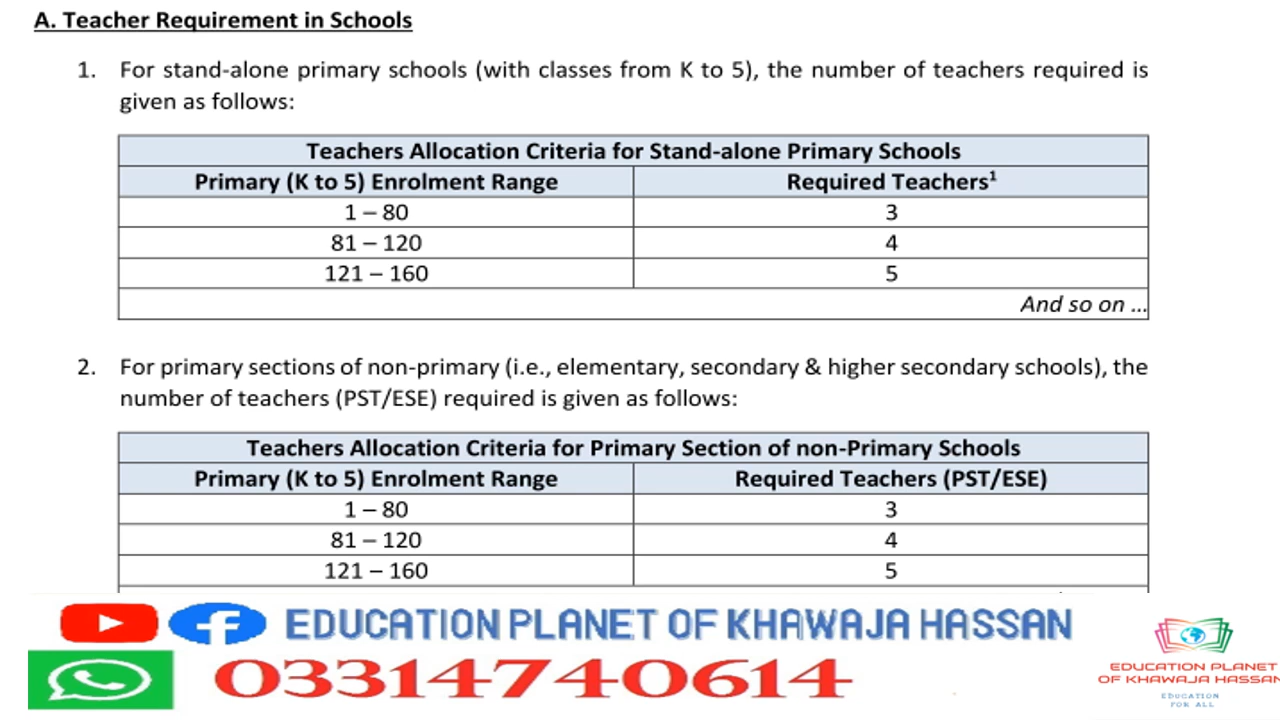 A. Teacher Requirement in Schools
1. For stand-alone primary schools (with classes from K to 5), the number of teachers required is
given as follows:
Teachers Allocation Criteria for Stand-alone Primary Schools
Primary (K to 5) Enrolment Range Required Teachers¹
1 – 80 3
81 – 120 4
121 – 160 5
And so on ...
2. For primary sections of non-primary (i.e., elementary, secondary & higher secondary schools), the
number of teachers (PST/ESE) required is given as follows:
Teachers Allocation Criteria for Primary Section of non-Primary Schools
Primary (K to 5) Enrolment Range Required Teachers (PST/ESE)
1 – 80 3
81 – 120 4
121 – 160 5
EDUCATION PLANET OF KHAWAJA HASSAN
03314740614
EDUCATION PLANET
OF KHAWAJA HASSAN
EDUCATION
FOR ALL